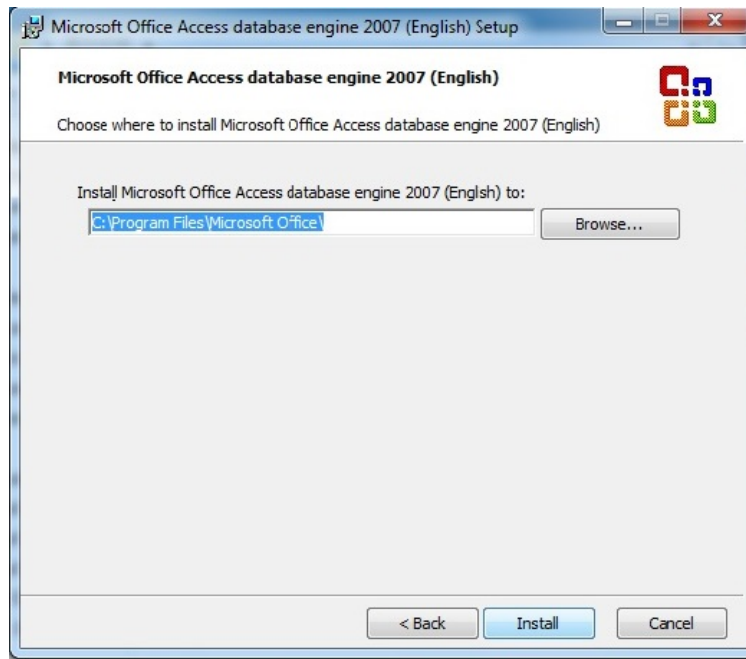 Microsoft Office Access database engine 2007 (English) Setup
Microsoft Office Access database engine 2007 (English)
Choose where to install Microsoft Office Access database engine 2007 (English)
Install Microsoft Office Access database engine 2007 (English) to:
C:\Program Files\Microsoft Office\
Browse...
< Back
Install
Cancel